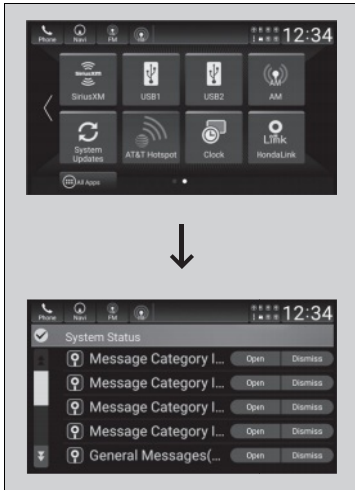 Phone Navi FM 12:34
SiriusXM
SiriusXM USB1 USB2 AM
Link
System
Updates AT&T Hotspot Clock HondaLink
All Apps
Phone Navi FM 12:34
System Status
Message Category I... Open Dismiss
Message Category I... Open Dismiss
Message Category I... Open Dismiss
Message Category I... Open Dismiss
General Messages(... Open Dismiss